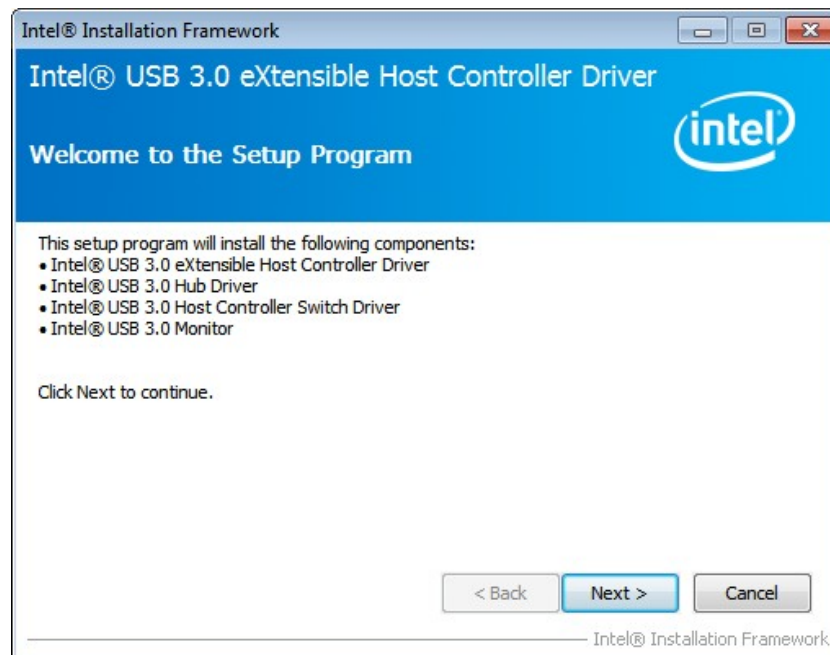 Intel® Installation Framework
Intel® USB 3.0 eXtensible Host Controller Driver
intel
Welcome to the Setup Program
This setup program will install the following components:
• Intel® USB 3.0 eXtensible Host Controller Driver
• Intel® USB 3.0 Hub Driver
• Intel® USB 3.0 Host Controller Switch Driver
• Intel® USB 3.0 Monitor
Click Next to continue.
< Back Next > Cancel
Intel® Installation Framework